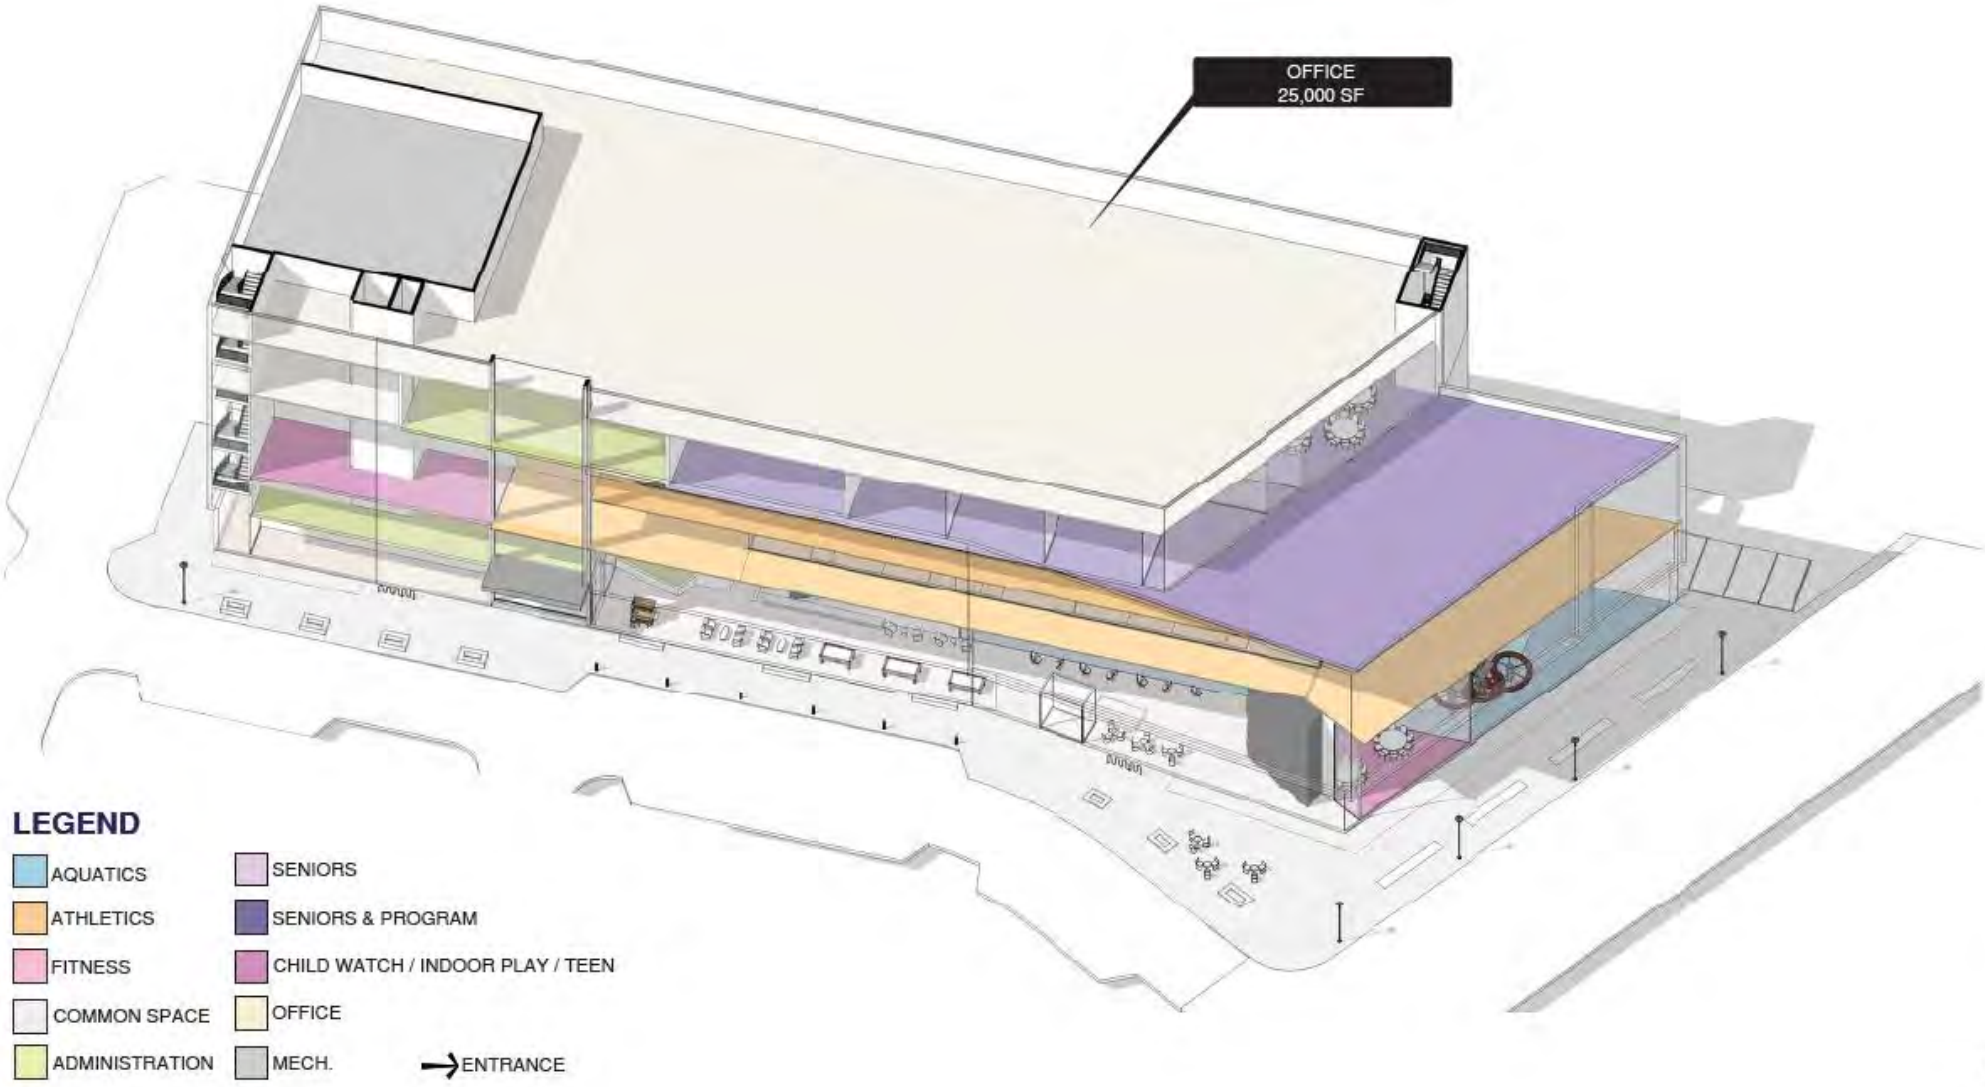 OFFICE
25,000 SF
LEGEND
AQUATICS
ATHLETICS
FITNESS
COMMON SPACE
ADMINISTRATION
SENIORS
SENIORS & PROGRAM
CHILD WATCH / INDOOR PLAY / TEEN
OFFICE
MECH.
ENTRANCE